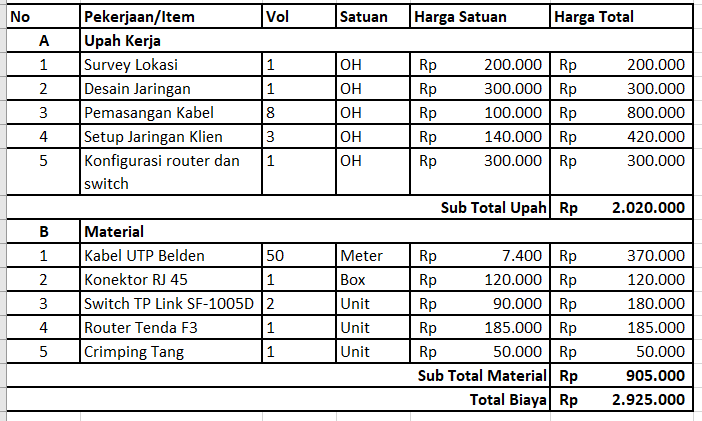 No Pekerjaan/Item Vol Satuan Harga Satuan Harga Total
A Upah Kerja
1 Survey Lokasi 1 OH Rp 200.000 Rp 200.000
2 Desain Jaringan 1 OH Rp 300.000 Rp 300.000
3 Pemasangan Kabel 8 OH Rp 100.000 Rp 800.000
4 Setup Jaringan Klien 3 OH Rp 140.000 Rp 420.000
5 Konfigurasi router dan 1 OH Rp 300.000 Rp 300.000
switch
Sub Total Upah Rp 2.020.000
B Material
1 Kabel UTP Belden 50 Meter Rp 7.400 Rp 370.000
2 Konektor RJ 45 1 Box Rp 120.000 Rp 120.000
3 Switch TP Link SF-1005D 2 Unit Rp 90.000 Rp 180.000
4 Router Tenda F3 1 Unit Rp 185.000 Rp 185.000
5 Crimping Tang 1 Unit Rp 50.000 Rp 50.000
Sub Total Material Rp 905.000
Total Biaya Rp 2.925.000